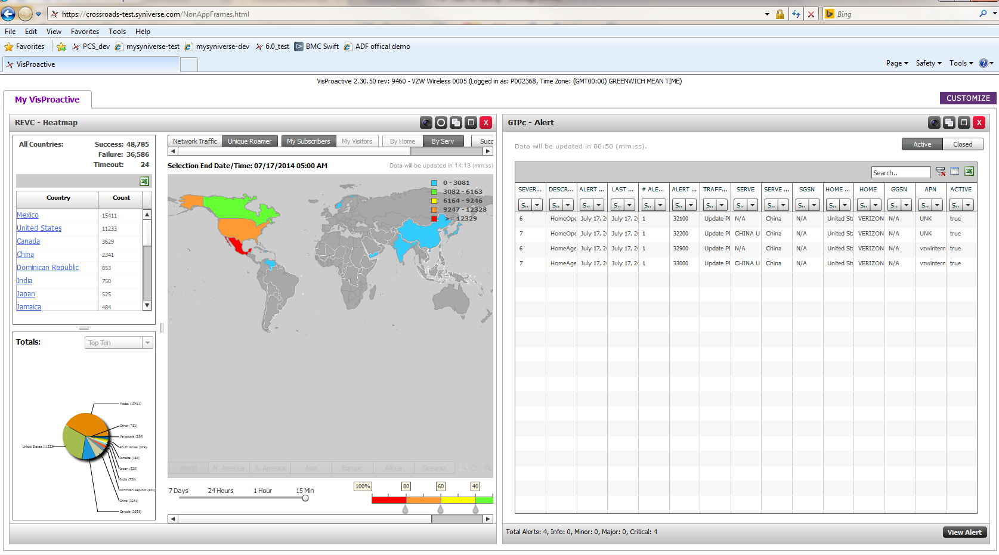 https://crossroads-test.syniverse.com/NonAppFrames.html
Bing
File Edit View Favorites Tools Help
Favorites PCS_dev mysyniverse-test mysyniverse-dev 6.0_test BMC Swift ADF offical demo
VisProactive
Page Safety Tools
VisProactive 2.30.50 rev: 9460 - VZW Wireless 0005 (Logged in as: P002368, Time Zone: (GMT00:00) GREENWICH MEAN TIME)
My VisProactive
CUSTOMIZE
REVC - Heatmap
X
All Countries: Success: 48,785
Failure: 36,586
Timeout: 24
Country Count
Mexico 15411
United States 11233
Canada 3629
China 2341
Dominican Republic 853
India 750
Japan 525
Jamaica 484
Totals: Top Ten
Mexico (15411)
Other (753)
Venezuela (356)
United States (11233)
South Korea (374)
Jamaica (484)
Japan (525)
India (750)
Dominican Republic (853)
China (2341)
Canada (3629)
Network Traffic Unique Roamer My Subscribers My Visitors By Home By Serv Succ
Selection End Date/Time: 07/17/2014 05:00 AM Data will be updated in 14:13 (mm:ss)
0 - 3081
3082 - 6163
6164 - 9246
9247 - 12328
>= 12329
World N. America S. America Asia Europe Africa Oceania
7 Days 24 Hours 1 Hour 15 Min
100% 80 60 40
GTPc - Alert
X
Data will be updated in 00:50 (mm:ss).
Active Closed
Search..
SEVER... DESCR... ALERT ... LAST ... # ALE... ALERT ... TRAFF... SERVE SERVE ... SGSN HOME ... HOME GGSN APN ACTIVE
S.. S.. S.. S.. S.. S.. S.. S.. S.. S.. S.. S.. S.. S.. S..
6 HomeOpe July 17, 2 July 17, 2 1 32100 Update Pl N/A China N/A United Sta VERIZON N/A UNK true
7 HomeOpe July 17, 2 July 17, 2 1 32200 Update Pl CHINA U China N/A United Sta VERIZON N/A UNK true
6 HomeAge July 17, 2 July 17, 2 1 32900 Update Pl N/A China N/A United Sta VERIZON N/A vzwintern true
7 HomeAge July 17, 2 July 17, 2 1 33000 Update Pl CHINA U China N/A United Sta VERIZON N/A vzwintern true
Total Alerts: 4, Info: 0, Minor: 0, Major: 0, Critical: 4
View Alert